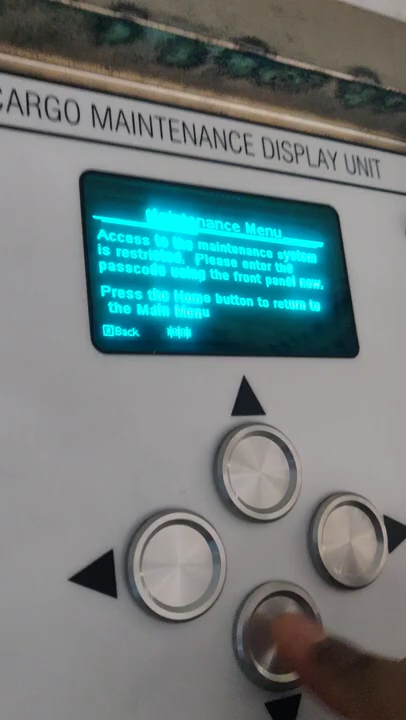 CARGO MAINTENANCE DISPLAY UNIT
Maintenance Menu
Access to the maintenance system
is restricted. Please enter the
passcode using the front panel now.
Press the Home button to return to
the Main Menu
Back